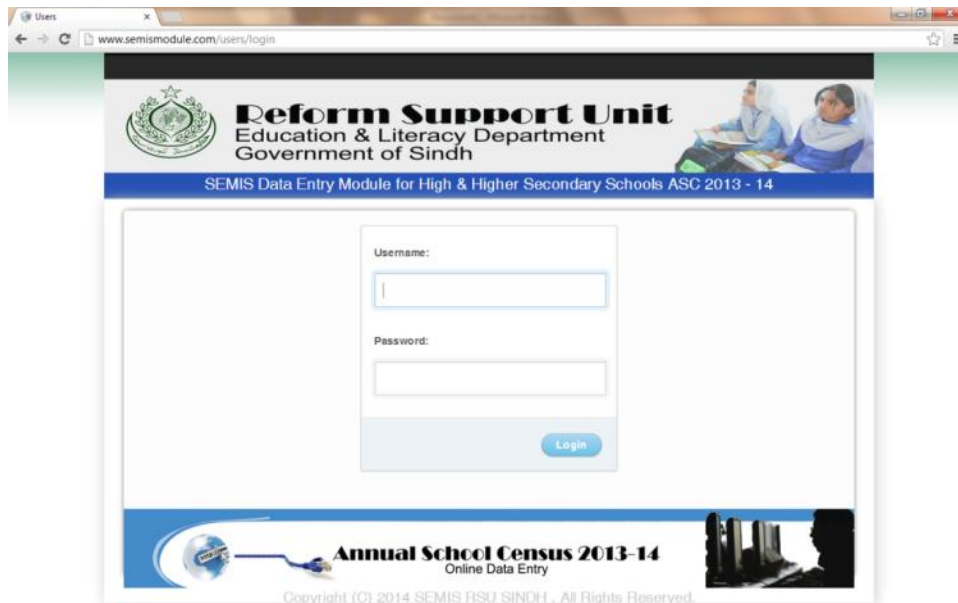 Users
www.semismodule.com/users/login
Reform Support Unit
Education & Literacy Department
Government of Sindh
SEMIS Data Entry Module for High & Higher Secondary Schools ASC 2013 - 14
Username:
Password:
Login
Annual School Census 2013-14
Online Data Entry
Copyright (C) 2014 SEMIS RSU SINDH . All Rights Reserved.